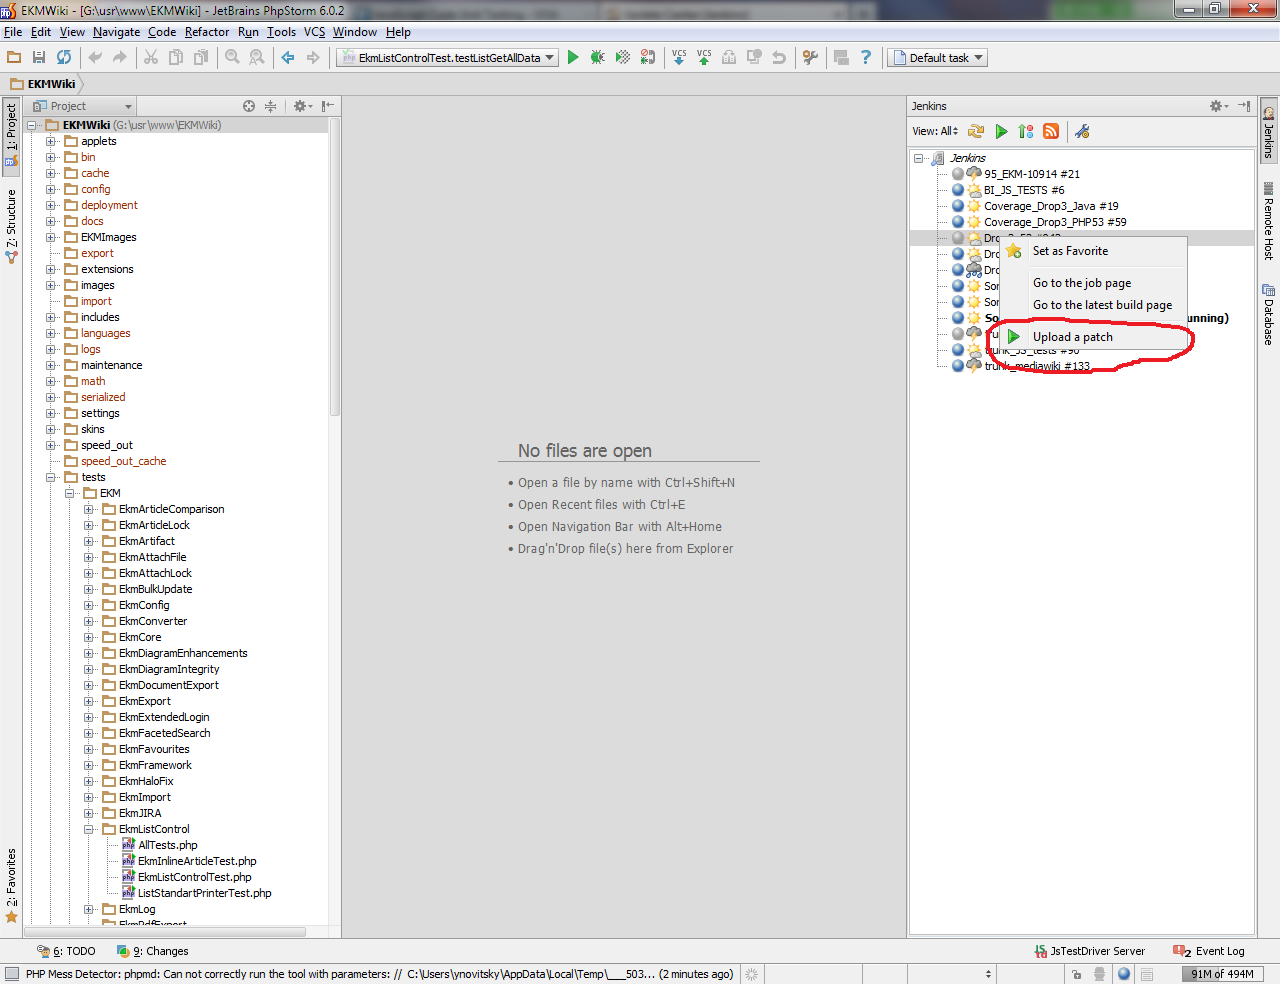 EKMWiki - [G:\usr\www\EKMWiki] - JetBrains PhpStorm 6.0.2
File Edit View Navigate Code Refactor Run Tools VCS Window Help
EkmListControlTest.testListGetAllData
VCS VCS
Default task
EKMWiki
Project
Jenkins
View: All
1: Project
Z: Structure
2: Favorites
EKMWiki (G:\usr\www\EKMWiki)
applets
bin
cache
config
deployment
docs
EKMImages
export
extensions
images
import
includes
languages
logs
maintenance
math
serialized
settings
skins
speed_out
speed_out_cache
tests
EKM
EkmArticleComparison
EkmArticleLock
EkmArtifact
EkmAttachFile
EkmAttachLock
EkmBulkUpdate
EkmConfig
EkmConverter
EkmCore
EkmDiagramEnhancements
EkmDiagramIntegrity
EkmDocumentExport
EkmExport
EkmExtendedLogin
EkmFacetedSearch
EkmFavourites
EkmFramework
EkmHaloFix
EkmImport
EkmJIRA
EkmListControl
AllTests.php
EkmInlineArticleTest.php
EkmListControlTest.php
ListStandartPrinterTest.php
EkmLog
EkmPdfExport
No files are open
• Open a file by name with Ctrl+Shift+N
• Open Recent files with Ctrl+E
• Open Navigation Bar with Alt+Home
• Drag'n'Drop file(s) here from Explorer
Jenkins
95_EKM-10914 #21
BI_JS_TESTS #6
Coverage_Drop3_Java #19
Coverage_Drop3_PHP53 #59
Set as Favorite
Go to the job page
Go to the latest build page
Upload a patch
unning)
trunk_JS_tests #90
trunk_mediawiki #133
Jenkins
Remote Host
Database
6: TODO
9: Changes
JsTestDriver Server
2 Event Log
PHP Mess Detector: phpmd: Can not correctly run the tool with parameters: // C:\Users\ynovitsky\AppData\Local\Temp\___503... (2 minutes ago)
91M of 494M